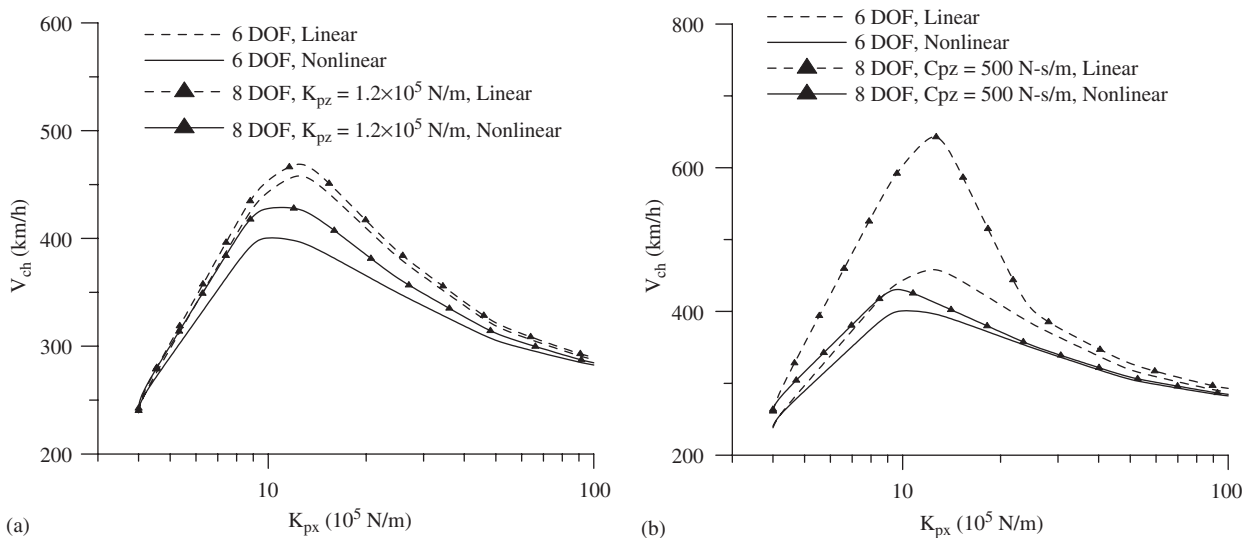 600
500
400
300
200
V_ch (km/h)
6 DOF, Linear
6 DOF, Nonlinear
8 DOF, K_pz = 1.2×10^5 N/m, Linear
8 DOF, K_pz = 1.2×10^5 N/m, Nonlinear
10
100
K_px (10^5 N/m)
(a)
800
600
400
200
V_ch (km/h)
6 DOF, Linear
6 DOF, Nonlinear
8 DOF, Cpz = 500 N-s/m, Linear
8 DOF, Cpz = 500 N-s/m, Nonlinear
10
100
K_px (10^5 N/m)
(b)